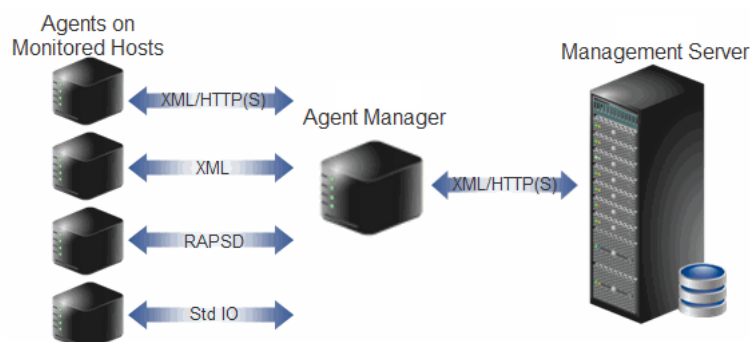 Agents on
Monitored Hosts
Management Server
XML/HTTP(S)
Agent Manager
XML
XML/HTTP(S)
RAPSD
Std IO